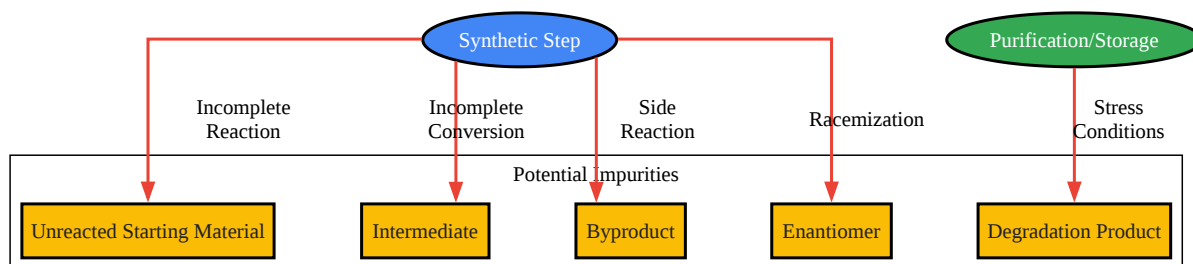 Synthetic Step
Purification/Storage
Incomplete
Reaction
Incomplete
Conversion
Side
Reaction
Racemization
Stress
Conditions
Potential Impurities
Unreacted Starting Material
Intermediate
Byproduct
Enantiomer
Degradation Product